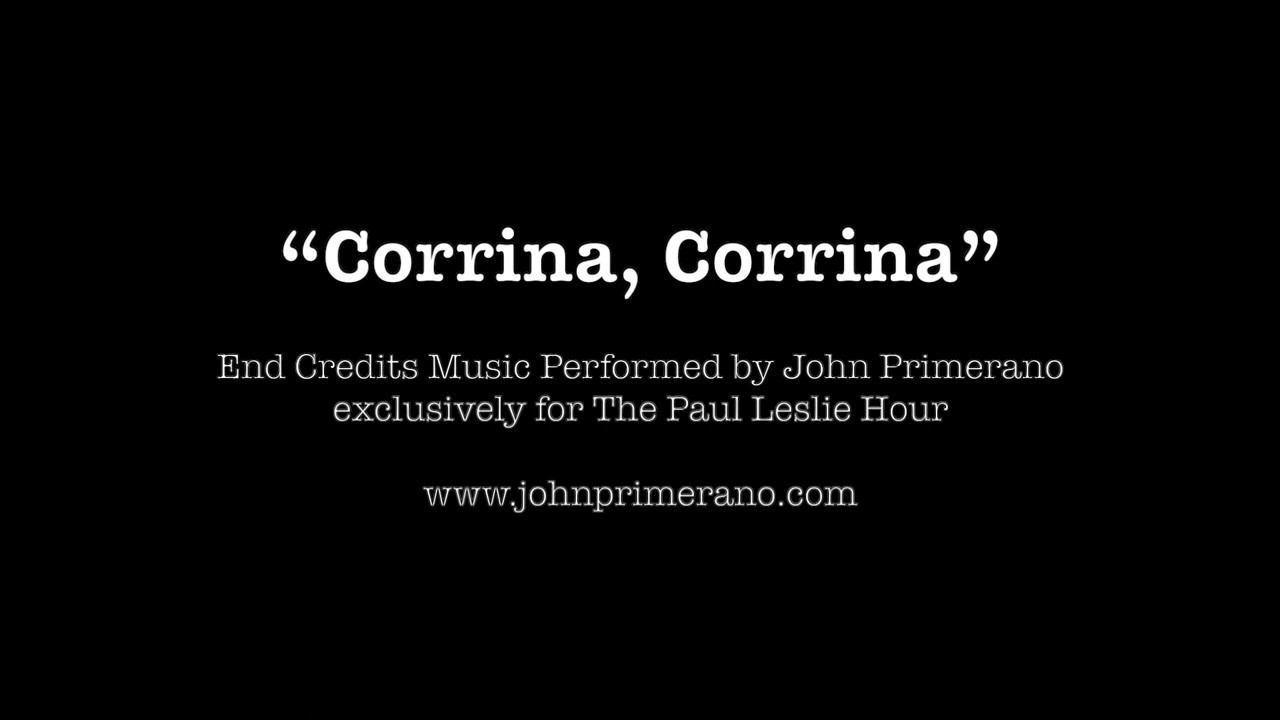 “Corrina, Corrina”
End Credits Music Performed by John Primerano
exclusively for The Paul Leslie Hour
www.johnprimerano.com